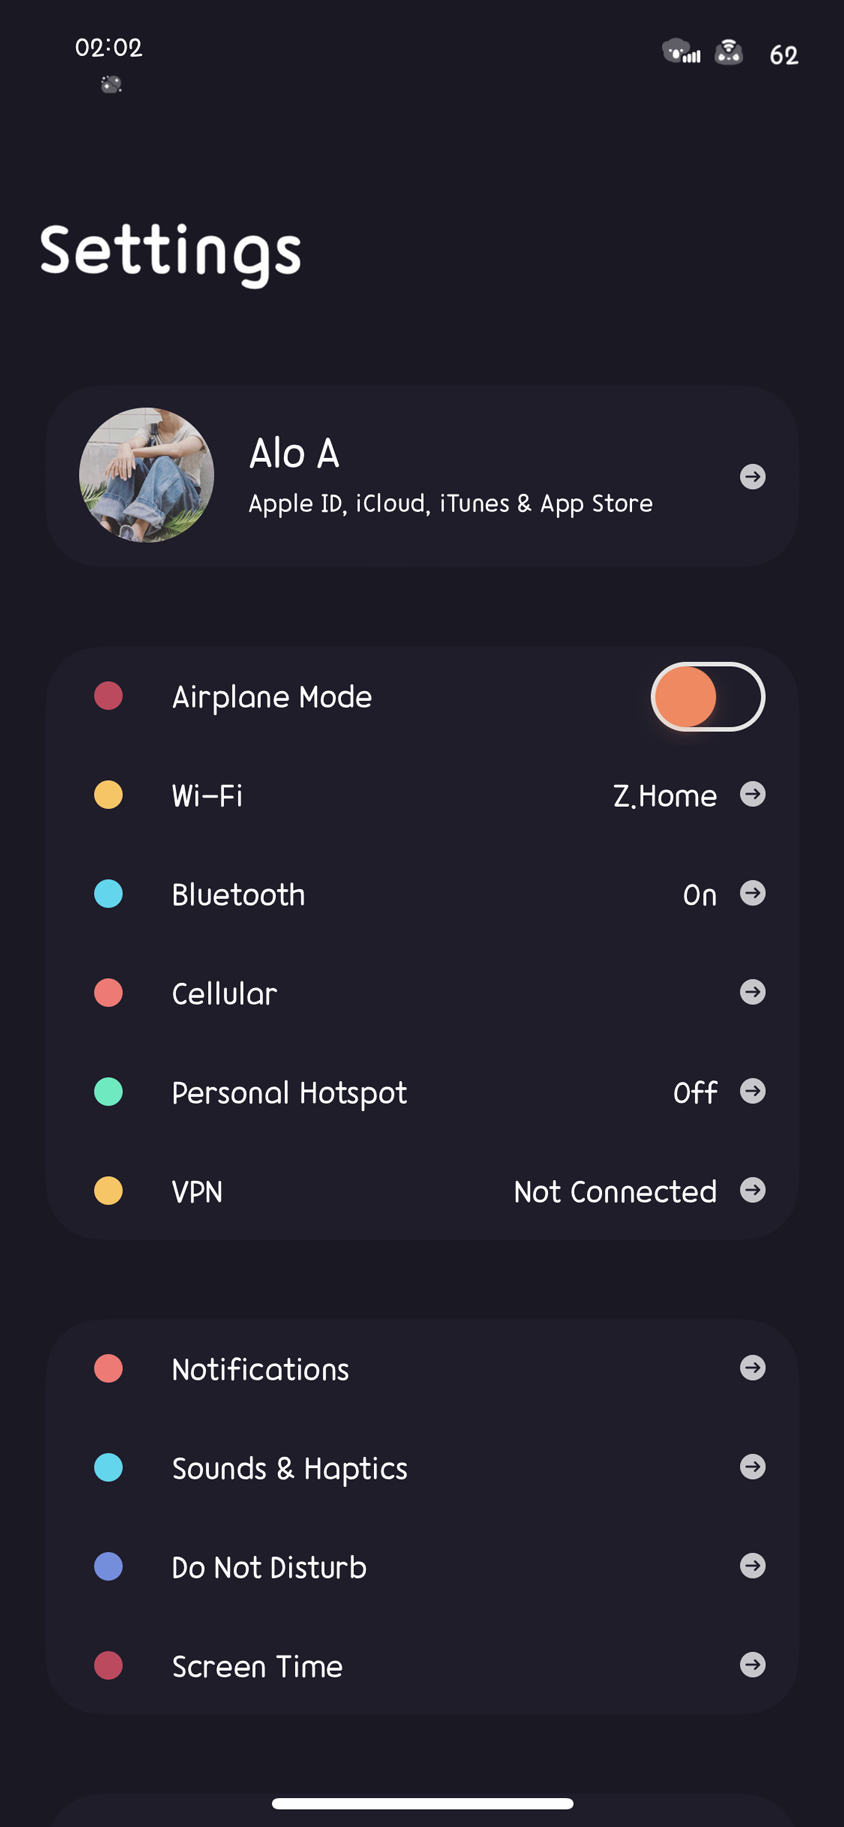 02:02
62
Settings
Alo A
Apple ID, iCloud, iTunes & App Store
Airplane Mode
Wi-Fi Z.Home
Bluetooth On
Cellular
Personal Hotspot Off
VPN Not Connected
Notifications
Sounds & Haptics
Do Not Disturb
Screen Time